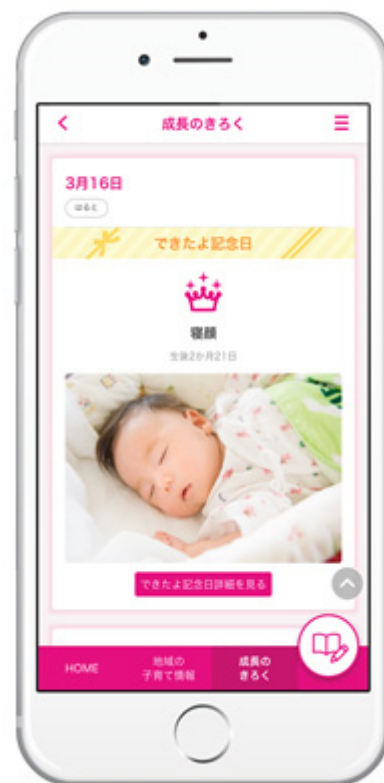 成長のきろく
3月16日
はると
できたよ記念日
寝顔
生後2か月21日
できたよ記念日詳細を見る
HOME
地域の
子育て情報
成長の
きろく